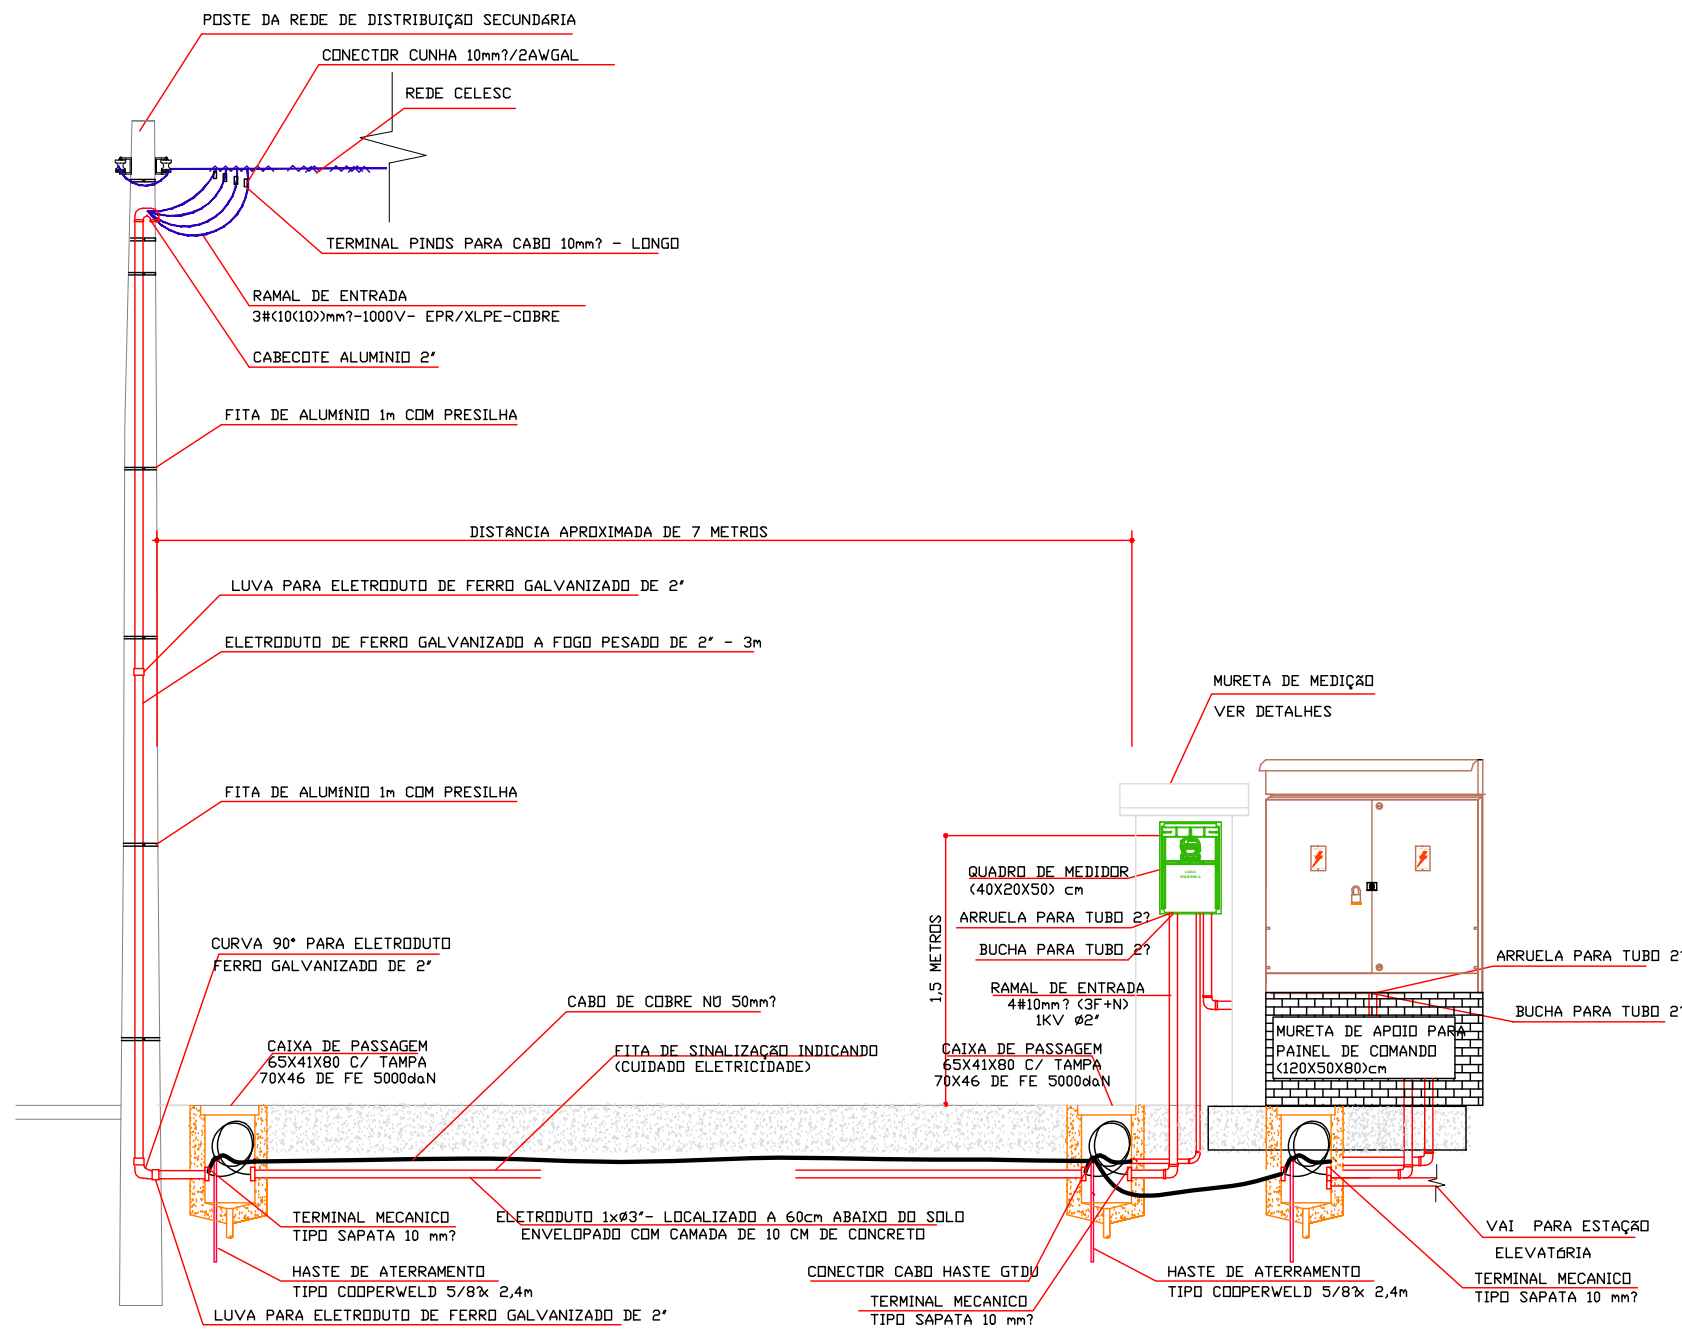 POSTE DA REDE DE DISTRIBUIÇãO SECUNDáRIA
CONECTOR CUNHA 10mm?/2AWGAL
REDE CELESC
TERMINAL PINOS PARA CABO 10mm? - LONGO
RAMAL DE ENTRADA
3#(10(10))mm?-1000V- EPR/XLPE-COBRE
CABECOTE ALUMINIO 2"
FITA DE ALUMíNIO 1m COM PRESILHA
DISTâNCIA APROXIMADA DE 7 METROS
LUVA PARA ELETRODUTO DE FERRO GALVANIZADO DE 2"
ELETRODUTO DE FERRO GALVANIZADO A FOGO PESADO DE 2" - 3m
MURETA DE MEDIÇãO
VER DETALHES
FITA DE ALUMíNIO 1m COM PRESILHA
QUADRO DE MEDIDOR
(40X20X50) cm
CAIXA
POLIFÁSICA
ARRUELA PARA TUBO 2?
BUCHA PARA TUBO 2?
1,5 METROS
RAMAL DE ENTRADA
4#10mm? (3F+N)
1KV ø2"
CURVA 90° PARA ELETRODUTO
FERRO GALVANIZADO DE 2"
ARRUELA PARA TUBO 2?
BUCHA PARA TUBO 2?
CABO DE COBRE NÚ 50mm?
MURETA DE APOIO PARA
PAINEL DE COMANDO
(120X50X80)cm
CAIXA DE PASSAGEM
65X41X80 C/ TAMPA
70X46 DE FE 5000daN
FITA DE SINALIZAÇãO INDICANDO
(CUIDADO ELETRICIDADE)
CAIXA DE PASSAGEM
65X41X80 C/ TAMPA
70X46 DE FE 5000daN
TERMINAL MECANICO
TIPO SAPATA 10 mm?
ELETRODUTO 1xø3"- LOCALIZADO A 60cm ABAIXO DO SOLO
ENVELOPADO COM CAMADA DE 10 CM DE CONCRETO
VAI  PARA ESTAÇãO
ELEVATóRIA
HASTE DE ATERRAMENTO
TIPO COOPERWELD 5/8?x 2,4m
CONECTOR CABO HASTE GTDU
HASTE DE ATERRAMENTO
TIPO COOPERWELD 5/8?x 2,4m
TERMINAL MECANICO
TIPO SAPATA 10 mm?
LUVA PARA ELETRODUTO DE FERRO GALVANIZADO DE 2"
TERMINAL MECANICO
TIPO SAPATA 10 mm?